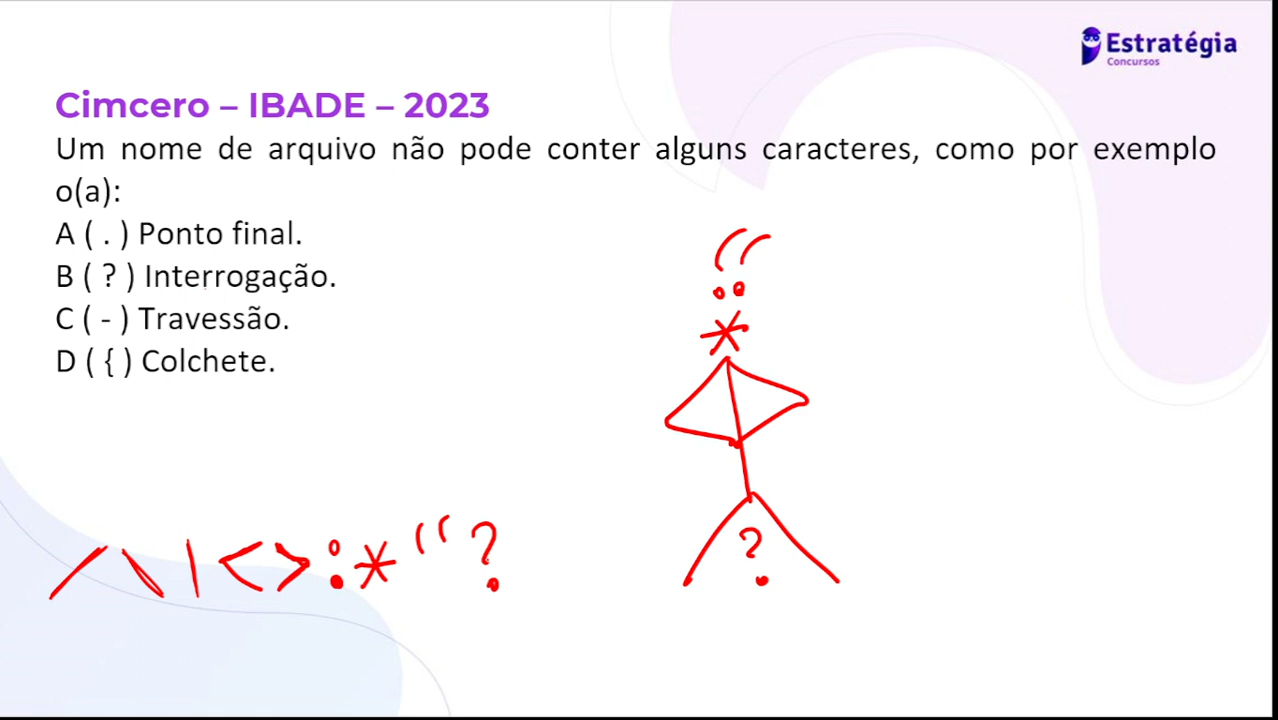 Estratégia
Concursos
Cimcero – IBADE – 2023
Um nome de arquivo não pode conter alguns caracteres, como por exemplo
o(a):
A ( . ) Ponto final.
B ( ? ) Interrogação.
C ( - ) Travessão.
D ( { ) Colchete.
/ \ | < > : * " ?
"
:
*
?